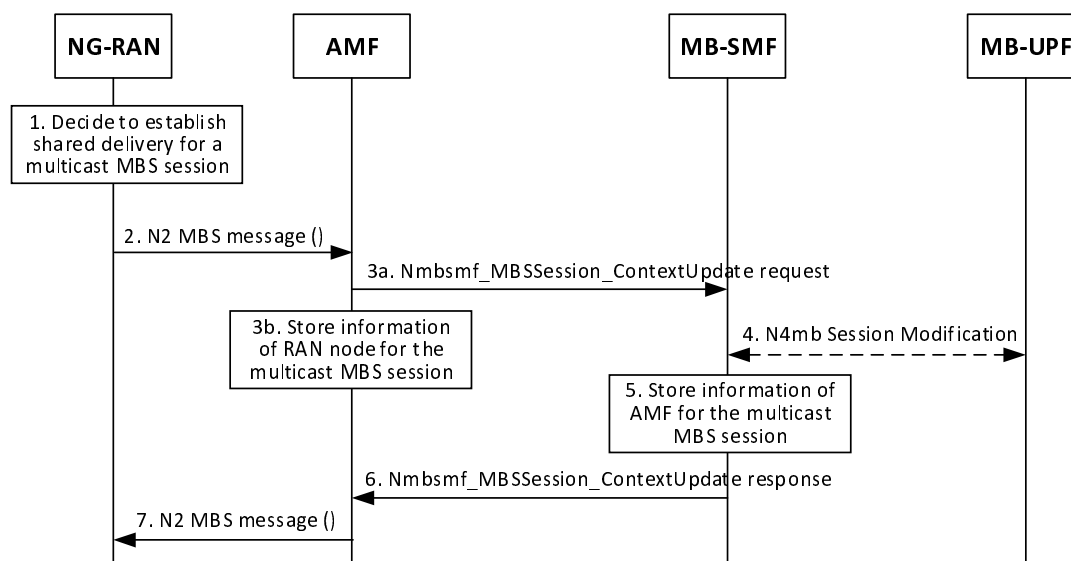 NG-RAN
AMF
MB-SMF
MB-UPF
1. Decide to establish
shared delivery for a
multicast MBS session
2. N2 MBS message ()
3a. Nmbsmf_MBSSession_ContextUpdate request
3b. Store information
of RAN node for the
multicast MBS session
4. N4mb Session Modification
5. Store information of
AMF for the multicast
MBS session
6. Nmbsmf_MBSSession_ContextUpdate response
7. N2 MBS message ()